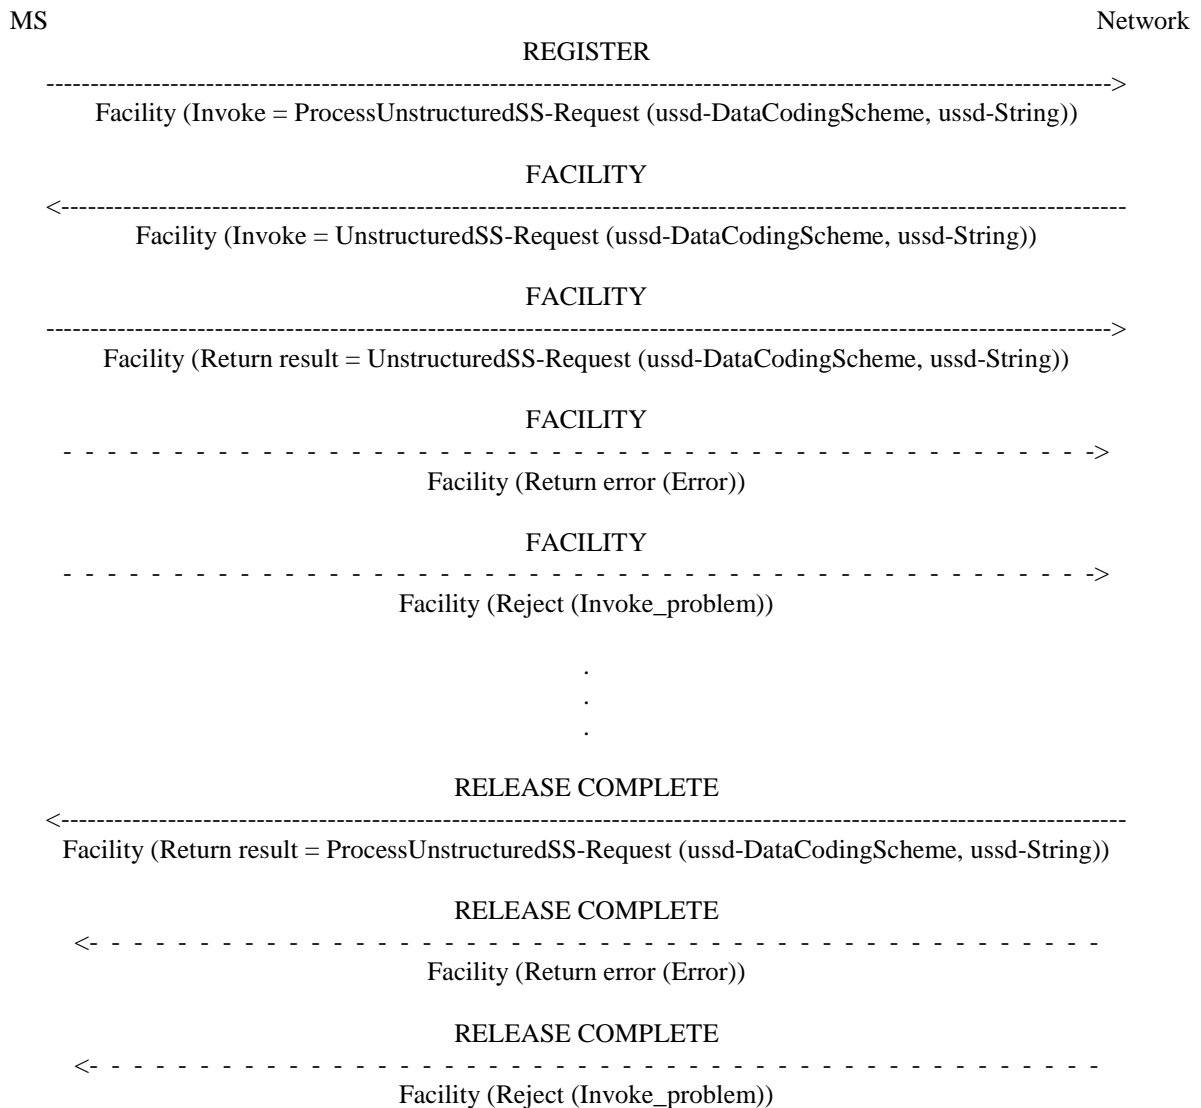 MS Network
REGISTER
------------------------------------------------------------------------------------------------------------------------->
Facility (Invoke = ProcessUnstructuredSS-Request (ussd-DataCodingScheme, ussd-String))
FACILITY
<-------------------------------------------------------------------------------------------------------------------------
Facility (Invoke = UnstructuredSS-Request (ussd-DataCodingScheme, ussd-String))
FACILITY
------------------------------------------------------------------------------------------------------------------------->
Facility (Return result = UnstructuredSS-Request (ussd-DataCodingScheme, ussd-String))
FACILITY
- - - - - - - - - - - - - - - - - - - - - - - - - - - - - - - - - - - - - - - - - - - - - - - ->
Facility (Return error (Error))
FACILITY
- - - - - - - - - - - - - - - - - - - - - - - - - - - - - - - - - - - - - - - - - - - - - - - ->
Facility (Reject (Invoke_problem))
.
.
.
RELEASE COMPLETE
<-------------------------------------------------------------------------------------------------------------------------
Facility (Return result = ProcessUnstructuredSS-Request (ussd-DataCodingScheme, ussd-String))
RELEASE COMPLETE
<- - - - - - - - - - - - - - - - - - - - - - - - - - - - - - - - - - - - - - - - - - - - - - -
Facility (Return error (Error))
RELEASE COMPLETE
<- - - - - - - - - - - - - - - - - - - - - - - - - - - - - - - - - - - - - - - - - - - - - - -
Facility (Reject (Invoke_problem))